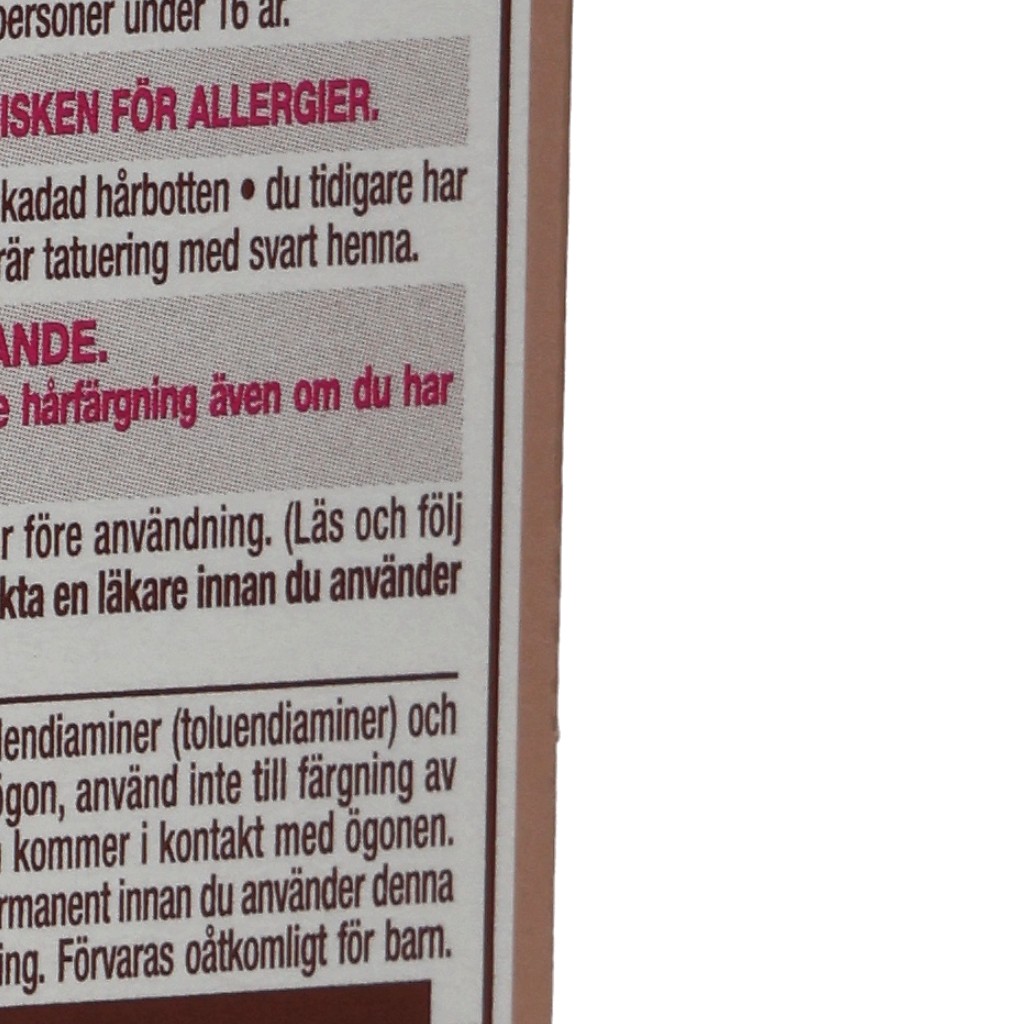 personer under 16 år.
ISKEN FÖR ALLERGIER.
kadad hårbotten • du tidigare har
rär tatuering med svart henna.
ANDE.
e hårfärgning även om du har
r före användning. (Läs och följ
kta en läkare innan du använder
lendiaminer (toluendiaminer) och
ögon, använd inte till färgning av
kommer i kontakt med ögonen.
rmanent innan du använder denna
ing. Förvaras oåtkomligt för barn.